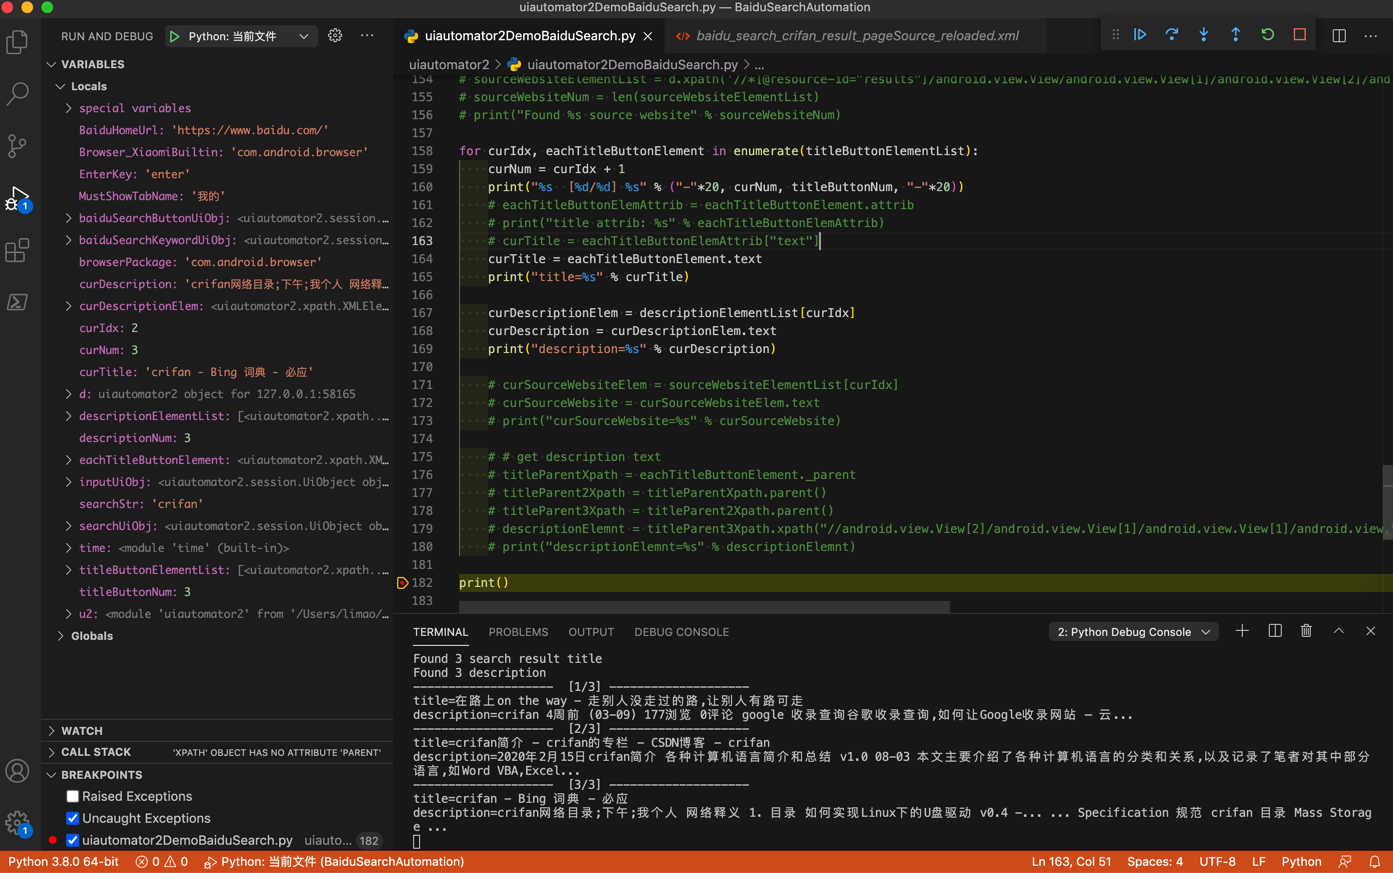 uiautomator2DemoBaiduSearch.py — BaiduSearchAutomation
RUN AND DEBUG
Python: 当前文件
uiautomator2DemoBaiduSearch.py
baidu_search_crifan_result_pageSource_reloaded.xml
uiautomator2 > uiautomator2DemoBaiduSearch.py > ...
VARIABLES
Locals
special variables
BaiduHomeUrl: 'https://www.baidu.com/'
Browser_XiaomiBuiltin: 'com.android.browser'
EnterKey: 'enter'
MustShowTabName: '我的'
baiduSearchButtonUiObj: <uiautomator2.session....
baiduSearchKeywordUiObj: <uiautomator2.session...
browserPackage: 'com.android.browser'
curDescription: 'crifan网络目录;下午;我个人 网络释...
curDescriptionElem: <uiautomator2.xpath.XMLEle...
curIdx: 2
curNum: 3
curTitle: 'crifan - Bing 词典 - 必应'
d: uiautomator2 object for 127.0.0.1:58165
descriptionElementList: [<uiautomator2.xpath...
descriptionNum: 3
eachTitleButtonElement: <uiautomator2.xpath.XM...
inputUiObj: <uiautomator2.session.UiObject obj...
searchStr: 'crifan'
searchUiObj: <uiautomator2.session.UiObject ob...
time: <module 'time' (built-in)>
titleButtonElementList: [<uiautomator2.xpath...
titleButtonNum: 3
u2: <module 'uiautomator2' from '/Users/limao/...
Globals
WATCH
CALL STACK 'XPATH' OBJECT HAS NO ATTRIBUTE 'PARENT'
BREAKPOINTS
Raised Exceptions
Uncaught Exceptions
uiautomator2DemoBaiduSearch.py uiauto... 182
154 # sourceWebsiteElementList = d.xpath('//*[@resource-id="results"]/android.view.View/android.view.View[1]/android.view.View[2]/and
155 # sourceWebsiteNum = len(sourceWebsiteElementList)
156 # print("Found %s source website" % sourceWebsiteNum)
157
158 for curIdx, eachTitleButtonElement in enumerate(titleButtonElementList):
159 curNum = curIdx + 1
160 print("%s  [%d/%d] %s" % ("-"*20, curNum, titleButtonNum, "-"*20))
161 # eachTitleButtonElemAttrib = eachTitleButtonElement.attrib
162 # print("title attrib: %s" % eachTitleButtonElemAttrib)
163 # curTitle = eachTitleButtonElemAttrib["text"]
164 curTitle = eachTitleButtonElement.text
165 print("title=%s" % curTitle)
166
167 curDescriptionElem = descriptionElementList[curIdx]
168 curDescription = curDescriptionElem.text
169 print("description=%s" % curDescription)
170
171 # curSourceWebsiteElem = sourceWebsiteElementList[curIdx]
172 # curSourceWebsite = curSourceWebsiteElem.text
173 # print("curSourceWebsite=%s" % curSourceWebsite)
174
175 # # get description text
176 # titleParentXpath = eachTitleButtonElement._parent
177 # titleParent2Xpath = titleParentXpath.parent()
178 # titleParent3Xpath = titleParent2Xpath.parent()
179 # descriptionElemnt = titleParent3Xpath.xpath("//android.view.View[2]/android.view.View[1]/android.view.View[1]/android.view.
180 # print("descriptionElemnt=%s" % descriptionElemnt)
181
182 print()
183
TERMINAL PROBLEMS OUTPUT DEBUG CONSOLE
2: Python Debug Console
Found 3 search result title
Found 3 description
--------------------  [1/3] --------------------
title=在路上on the way - 走别人没走过的路,让别人有路可走
description=crifan 4周前 (03-09) 177浏览 0评论 google 收录查询谷歌收录查询,如何让Google收录网站 - 云...
--------------------  [2/3] --------------------
title=crifan简介 - crifan的专栏 - CSDN博客 - crifan
description=2020年2月15日crifan简介 各种计算机语言简介和总结 v1.0 08-03 本文主要介绍了各种计算机语言的分类和关系,以及记录了笔者对其中部分
语言,如Word VBA,Excel...
--------------------  [3/3] --------------------
title=crifan - Bing 词典 - 必应
description=crifan网络目录;下午;我个人 网络释义 1. 目录 如何实现Linux下的U盘驱动 v0.4 -... ... Specification 规范 crifan 目录 Mass Storag
e ...
Python 3.8.0 64-bit 0 0 Python: 当前文件 (BaiduSearchAutomation)
Ln 163, Col 51 Spaces: 4 UTF-8 LF Python
1
1